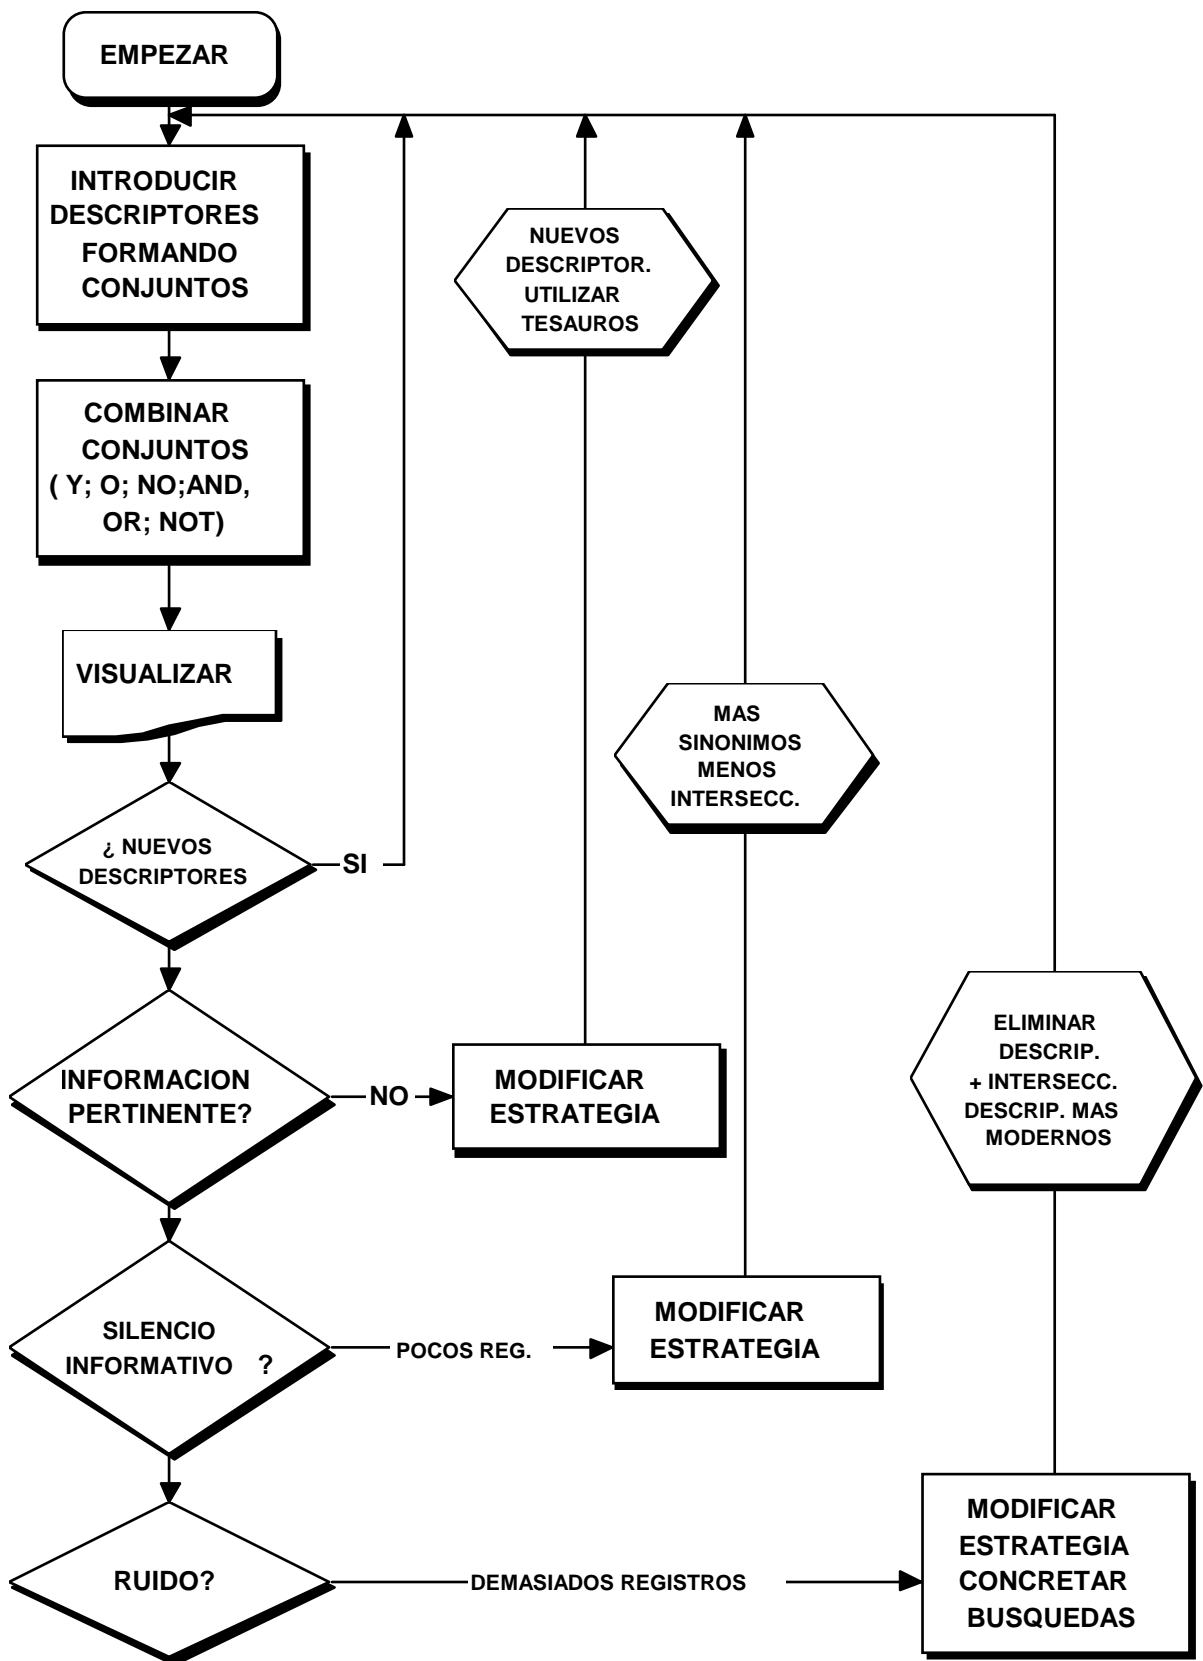 EMPEZAR
INTRODUCIR
DESCRIPTORES
FORMANDO
CONJUNTOS
COMBINAR
CONJUNTOS
( Y; O; NO;AND,
OR; NOT)
VISUALIZAR
¿ NUEVOS
DESCRIPTORES
SI
NUEVOS
DESCRIPTOR.
UTILIZAR
TESAUROS
INFORMACION
PERTINENTE?
NO
MODIFICAR
ESTRATEGIA
MAS
SINONIMOS
MENOS
INTERSECC.
SILENCIO
INFORMATIVO ?
POCOS REG.
MODIFICAR
ESTRATEGIA
ELIMINAR
DESCRIP.
+ INTERSECC.
DESCRIP. MAS
MODERNOS
RUIDO?
DEMASIADOS REGISTROS
MODIFICAR
ESTRATEGIA
CONCRETAR
BUSQUEDAS